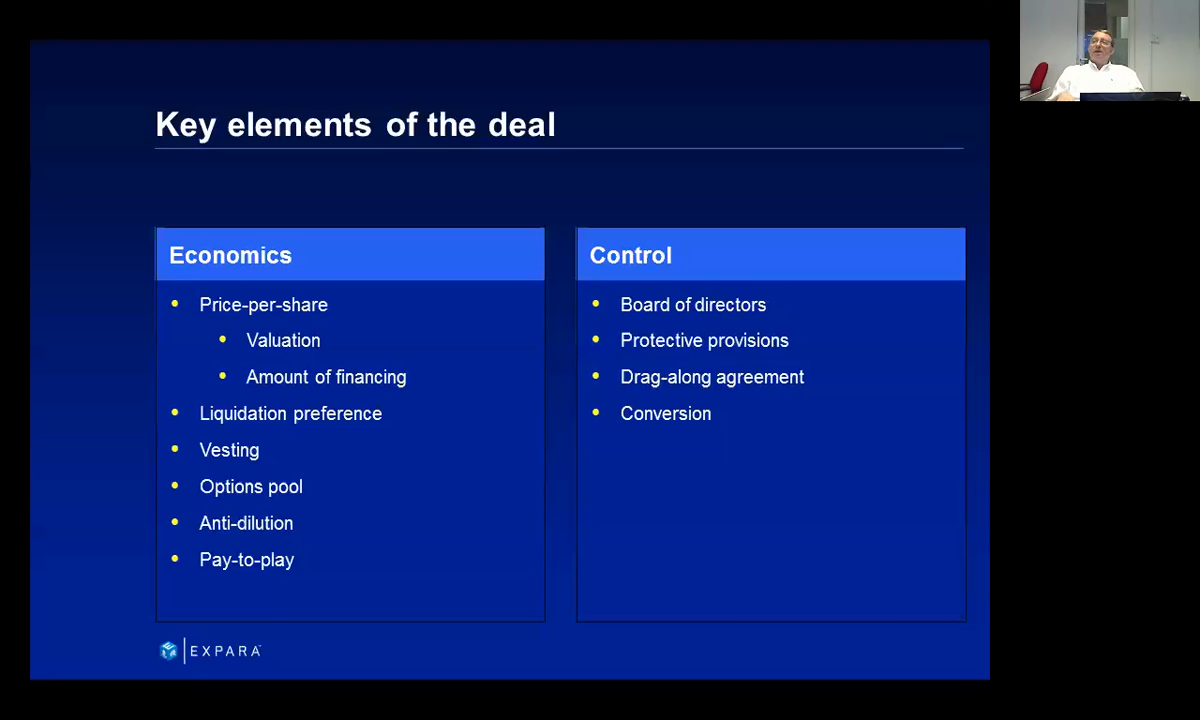 Key elements of the deal
Economics
Price-per-share
Valuation
Amount of financing
Liquidation preference
Vesting
Options pool
Anti-dilution
Pay-to-play
Control
Board of directors
Protective provisions
Drag-along agreement
Conversion
EXPARA